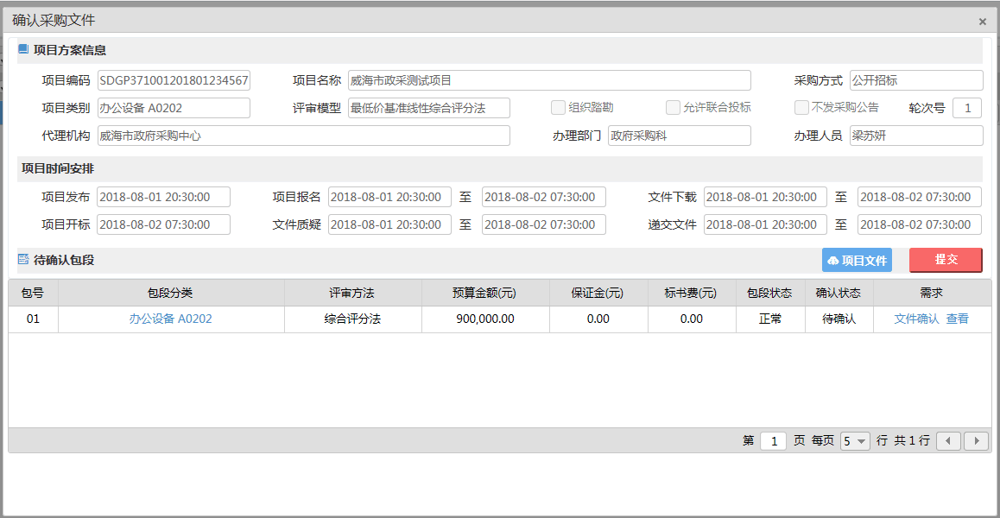 确认采购文件 ×
项目方案信息
项目编码 SDGP371001201801234567 项目名称 威海市政采测试项目 采购方式 公开招标
项目类别 办公设备 A0202 评审模型 最低价基准线性综合评分法 组织踏勘 允许联合投标 不发采购公告 轮次号 1
代理机构 威海市政府采购中心 办理部门 政府采购科 办理人员 梁苏妍
项目时间安排
项目发布 2018-08-01 20:30:00 项目报名 2018-08-01 20:30:00 至 2018-08-02 07:30:00 文件下载 2018-08-01 20:30:00 至 2018-08-02 07:30:00
项目开标 2018-08-02 07:30:00 文件质疑 2018-08-01 20:30:00 至 2018-08-02 07:30:00 递交文件 2018-08-01 20:30:00 至 2018-08-02 07:30:00
待确认包段 项目文件 提交
包号 包段分类 评审方法 预算金额(元) 保证金(元) 标书费(元) 包段状态 确认状态 需求
01 办公设备 A0202 综合评分法 900,000.00 0.00 0.00 正常 待确认 文件确认 查看
第 1 页 每页 5 行 共 1 行